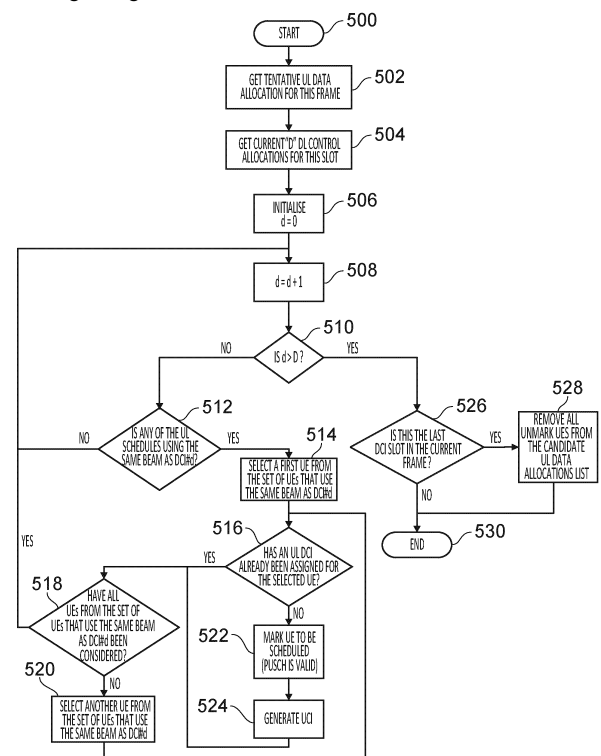 START
500
GET TENTATIVE UL DATA
ALLOCATION FOR THIS FRAME
502
GET CURRENT "D" DL CONTROL
ALLOCATIONS FOR THIS SLOT
504
INITIALISE
d = 0
506
d = d + 1
508
510
IS d > D ?
NO
YES
512
IS ANY OF THE UL
SCHEDULES USING THE
SAME BEAM AS DCI#d?
NO
YES
514
SELECT A FIRST UE FROM
THE SET OF UEs THAT USE
THE SAME BEAM AS DCI#d
526
IS THIS THE LAST
DCI SLOT IN THE CURRENT
FRAME ?
YES
NO
528
REMOVE ALL
UNMARK UES FROM
THE CANDIDATE
UL DATA
ALLOCATIONS LIST
END
530
516
HAS AN UL DCI
ALREADY BEEN ASSIGNED FOR
THE SELECTED UE?
YES
NO
YES
518
HAVE ALL
UEs FROM THE SET OF
UEs THAT USE THE SAME BEAM
AS DCI#d BEEN
CONSIDERED?
NO
522
MARK UE TO BE
SCHEDULED
(PUSCH IS VALID)
520
SELECT ANOTHER UE FROM
THE SET OF UEs THAT USE
THE SAME BEAM AS DCI#d
524
GENERATE UCI